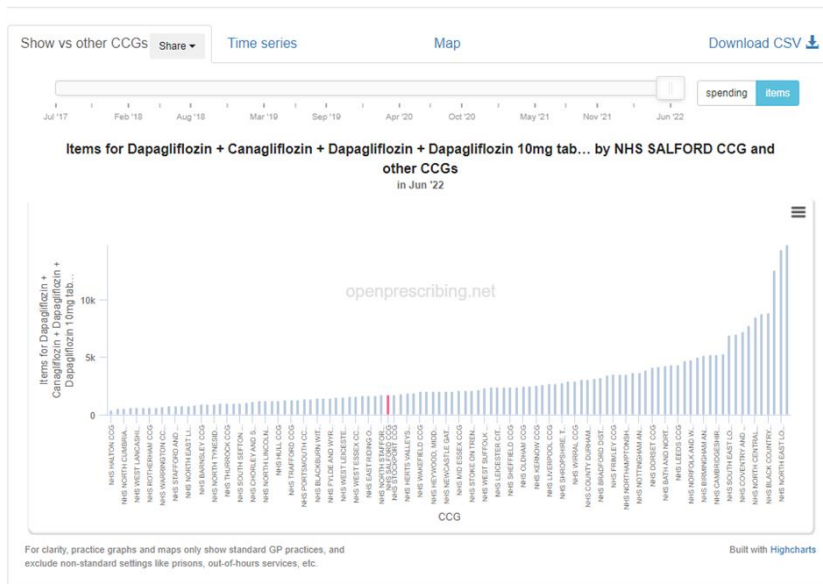 Show vs other CCGs Share Time series Map Download CSV
spending items
Jul '17 Feb '18 Aug '18 Mar '19 Sep '19 Apr '20 Oct '20 May '21 Nov '21 Jun '22
Items for Dapagliflozin + Canagliflozin + Dapagliflozin + Dapagliflozin 10mg tab... by NHS SALFORD CCG and
other CCGs
in Jun '22
Items for Dapagliflozin +
Canagliflozin + Dapagliflozin +
Dapagliflozin 10mg tab...
openprescribing.net
10k
5k
0
NHS HALTON CCG
NHS NORTH CUMBRIA...
NHS WEST LANCASHI...
NHS ROTHERHAM CCG
NHS WARRINGTON CC...
NHS STAFFORD AND ...
NHS NORTH EAST LI...
NHS BARNSLEY CCG
NHS NORTH TYNESID...
NHS THURROCK CCG
NHS SOUTH SEFTON ...
NHS CHORLEY AND S...
NHS NORTH LINCOLN...
NHS HULL CCG
NHS TRAFFORD CCG
NHS PORTSMOUTH CC...
NHS BLACKBURN WIT...
NHS FYLDE AND WYR...
NHS WEST LEICESTE...
NHS WEST ESSEX CC...
NHS EAST RIDING O...
NHS NORTH STAFFOR...
NHS SALFORD CCG
NHS STOCKPORT CCG
NHS HERTS VALLEYS...
NHS WAKEFIELD CCG
NHS HEYWOOD, MIDD...
NHS NEWCASTLE GAT...
NHS MID ESSEX CCG
NHS STOKE ON TREN...
NHS WEST SUFFOLK ...
NHS LEICESTER CIT...
NHS SHEFFIELD CCG
NHS OLDHAM CCG
NHS KERNOW CCG
NHS LIVERPOOL CCG
NHS SHROPSHIRE, T...
NHS WIRRAL CCG
NHS COUNTY DURHAM...
NHS BRADFORD DIST...
NHS FRIMLEY CCG
NHS NORTHAMPTONSH...
NHS NOTTINGHAM AN...
NHS DORSET CCG
NHS BATH AND NORT...
NHS LEEDS CCG
NHS NORFOLK AND W...
NHS BIRMINGHAM AN...
NHS CAMBRIDGESHIR...
NHS SOUTH EAST LO...
NHS COVENTRY AND ...
NHS NORTH CENTRAL...
NHS BLACK COUNTRY...
NHS NORTH EAST LO...
CCG
For clarity, practice graphs and maps only show standard GP practices, and
exclude non-standard settings like prisons, out-of-hours services, etc.
Built with Highcharts